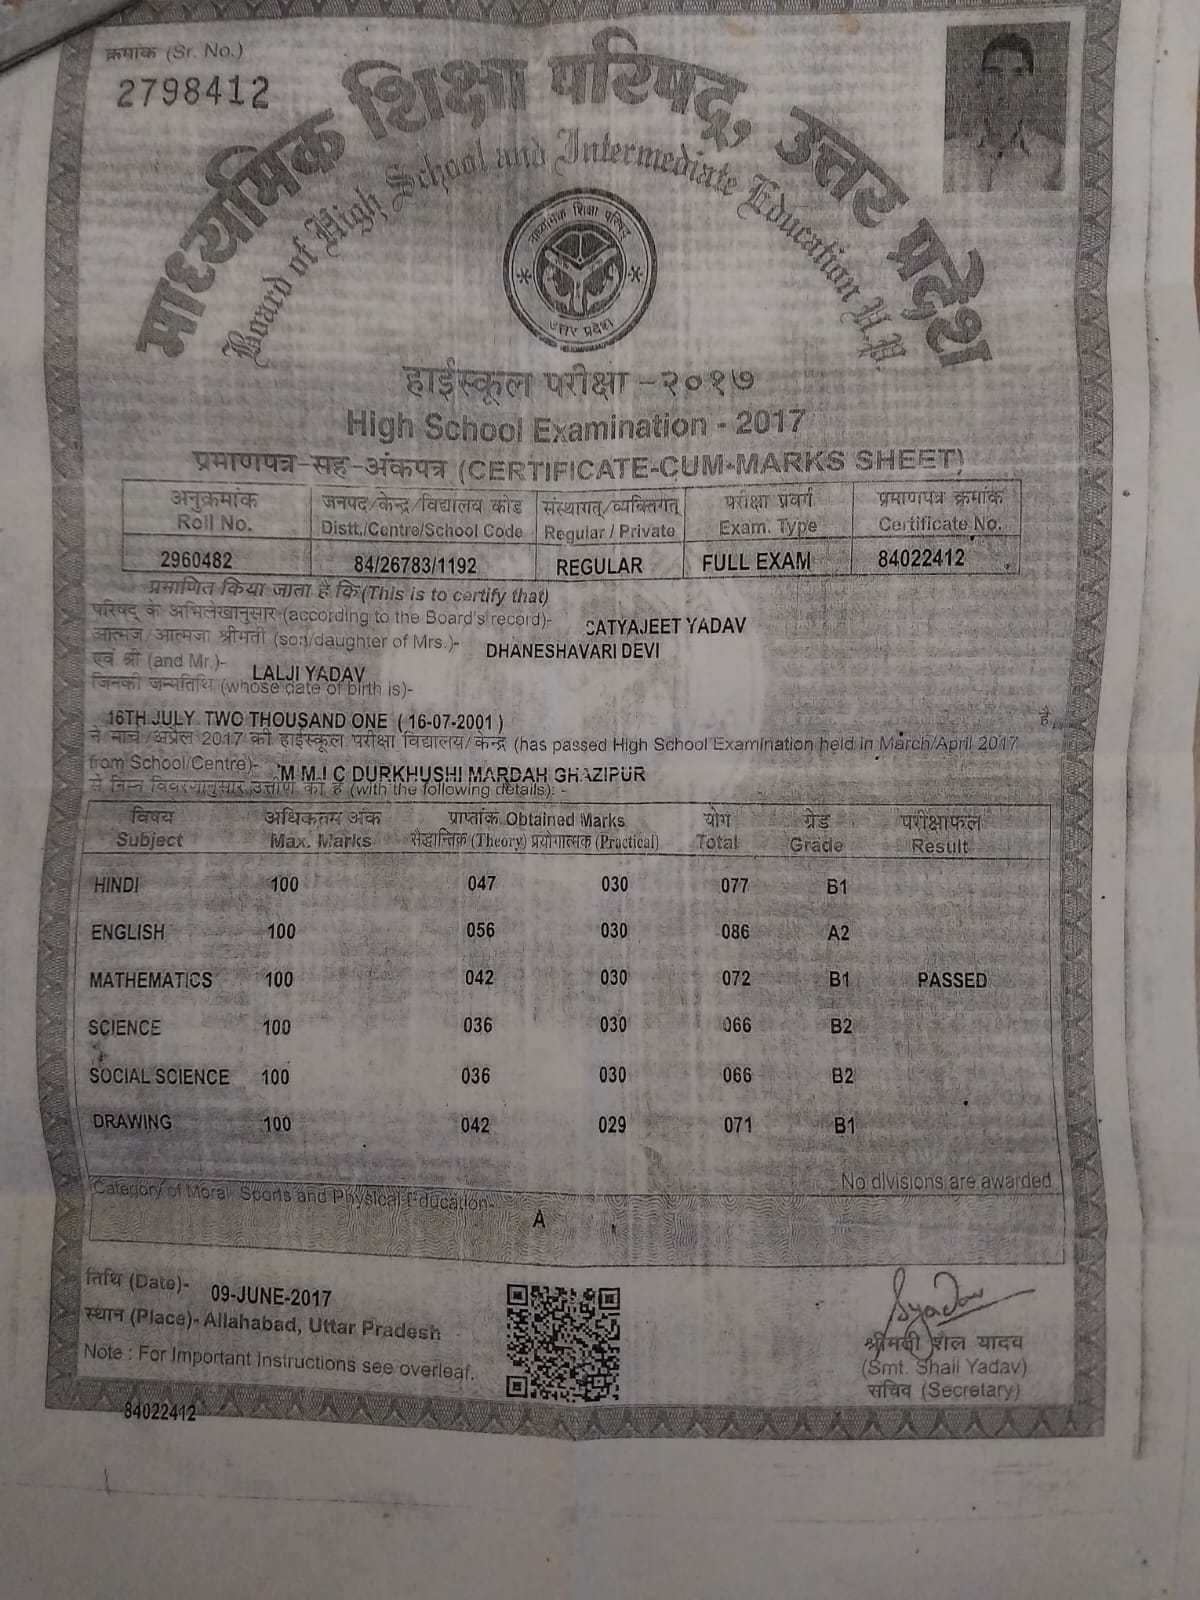 क्रमांक (Sr. No.)
2798412
माध्यमिक शिक्षा परिषद्, उत्तर प्रदेश
Board of High School and Intermediate Education U.P.
माध्यमिक शिक्षा परिषद्
उत्तर प्रदेश
हाईस्कूल परीक्षा - २०१७
High School Examination - 2017
प्रमाणपत्र-सह-अंकपत्र (CERTIFICATE-CUM-MARKS SHEET)
अनुक्रमांक जनपद/केन्द्र/विद्यालय कोड संस्थागत/व्यक्तिगत परीक्षा प्रवर्ग प्रमाणपत्र क्रमांक
Roll No. Distt./Centre/School Code Regular / Private Exam. Type Certificate No.
2960482 84/26783/1192 REGULAR FULL EXAM 84022412
प्रमाणित किया जाता है कि (This is to certify that)
परिषद् के अभिलेखानुसार (according to the Board's record)- SATYAJEET YADAV
आत्मज/आत्मजा श्रीमती (son/daughter of Mrs.)- DHANESHAVARI DEVI
एवं श्री (and Mr.)- LALJI YADAV
जिनकी जन्मतिथि (whose date of birth is)-
16TH JULY TWO THOUSAND ONE ( 16-07-2001 ) है,
ने मार्च/अप्रैल 2017 की हाईस्कूल परीक्षा विद्यालय/केन्द्र (has passed High School Examination held in March/April 2017
from School/Centre)- M M I C DURKHUSHI MARDAH GHAZIPUR
से निम्न विवरणानुसार उत्तीर्ण की है (with the following details): -
विषय अधिकतम अंक प्राप्तांक Obtained Marks योग ग्रेड परीक्षाफल
Subject Max. Marks सैद्धान्तिक (Theory) प्रयोगात्मक (Practical) Total Grade Result
HINDI 100 047 030 077 B1
ENGLISH 100 056 030 086 A2
MATHEMATICS 100 042 030 072 B1 PASSED
SCIENCE 100 036 030 066 B2
SOCIAL SCIENCE 100 036 030 066 B2
DRAWING 100 042 029 071 B1
No divisions are awarded
Category of Moral, Sports and Physical Education-
A
तिथि (Date)- 09-JUNE-2017
स्थान (Place)- Allahabad, Uttar Pradesh
Note : For Important Instructions see overleaf.
SYadav
श्रीमती शैल यादव
(Smt. Shail Yadav)
सचिव (Secretary)
84022412